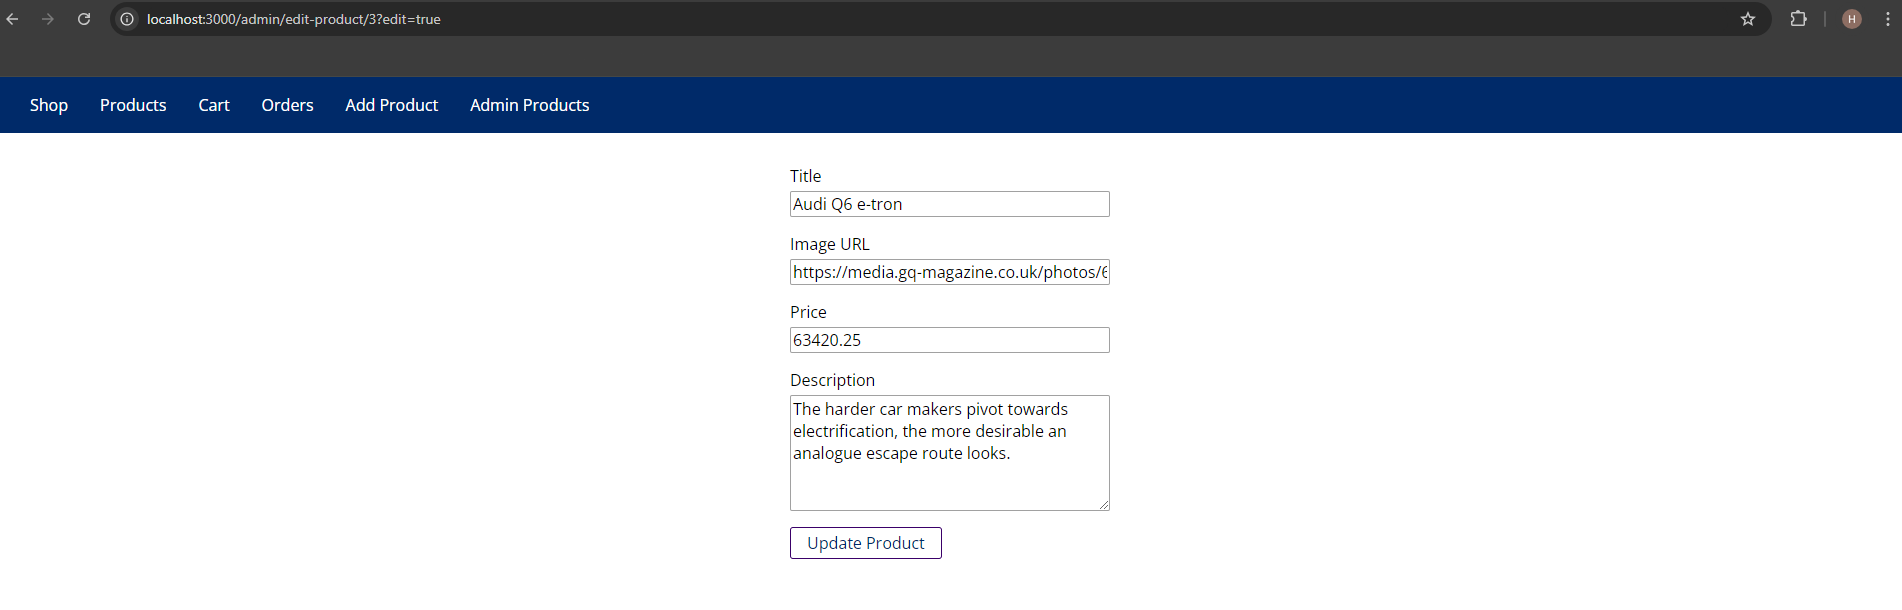 localhost:3000/admin/edit-product/3?edit=true
H
Shop Products Cart Orders Add Product Admin Products
Title
Audi Q6 e-tron
Image URL
https://media.gq-magazine.co.uk/photos/6
Price
63420.25
Description
The harder car makers pivot towards
electrification, the more desirable an
analogue escape route looks.
Update Product